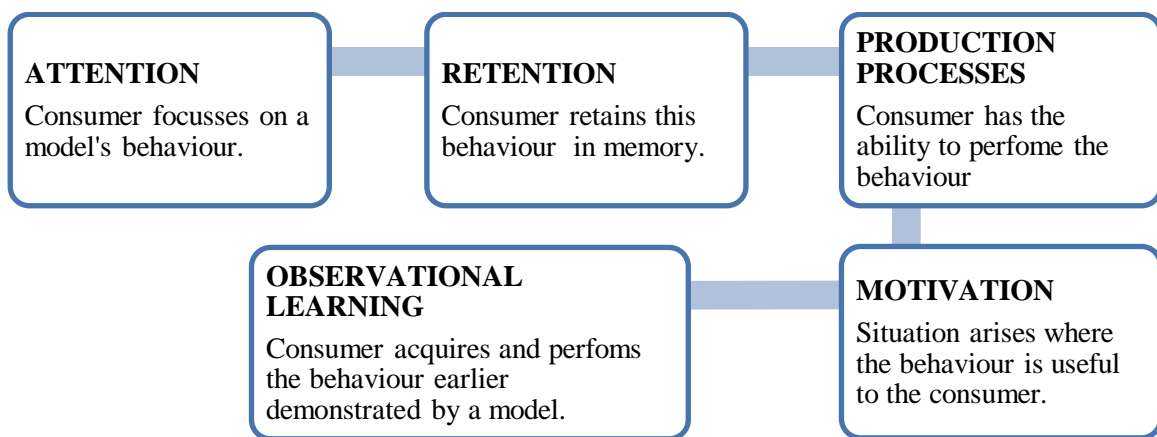 ATTENTION
Consumer focusses on a
model's behaviour.
RETENTION
Consumer retains this
behaviour in memory.
PRODUCTION
PROCESSES
Consumer has the
ability to perfome the
behaviour
MOTIVATION
Situation arises where
the behaviour is useful
to the consumer.
OBSERVATIONAL
LEARNING
Consumer acquires and perfoms
the behaviour earlier
demonstrated by a model.